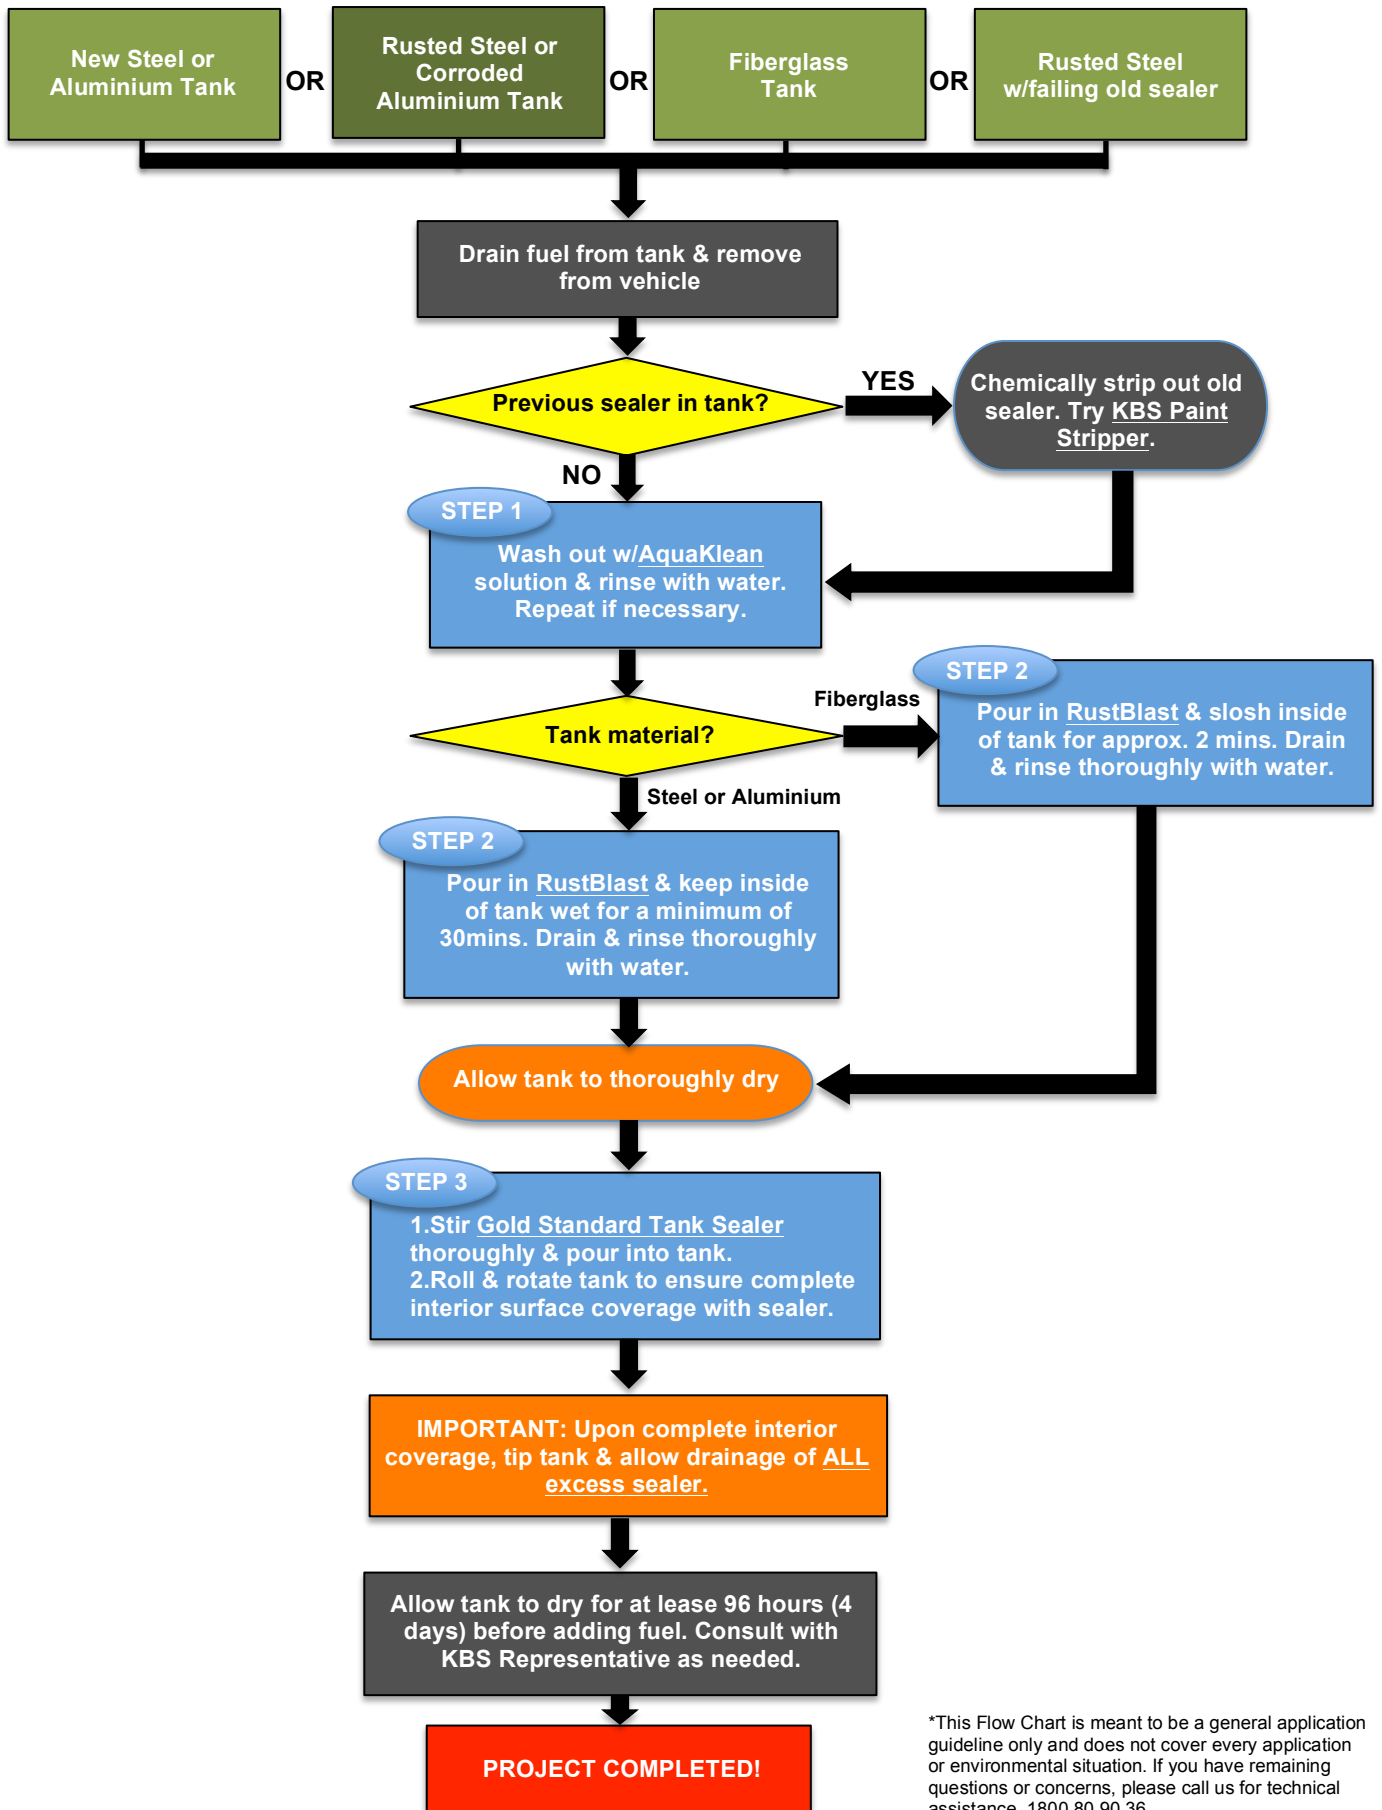 New Steel or
Aluminium Tank
OR
Rusted Steel or
Corroded
Aluminium Tank
OR
Fiberglass
Tank
OR
Rusted Steel
w/failing old sealer
Drain fuel from tank & remove
from vehicle
Previous sealer in tank?
YES
Chemically strip out old
sealer. Try KBS Paint
Stripper.
NO
STEP 1
Wash out w/AquaKlean
solution & rinse with water.
Repeat if necessary.
Tank material?
Fiberglass
STEP 2
Pour in RustBlast & slosh inside
of tank for approx. 2 mins. Drain
& rinse thoroughly with water.
Steel or Aluminium
STEP 2
Pour in RustBlast & keep inside
of tank wet for a minimum of
30mins. Drain & rinse thoroughly
with water.
Allow tank to thoroughly dry
STEP 3
1.Stir Gold Standard Tank Sealer
thoroughly & pour into tank.
2.Roll & rotate tank to ensure complete
interior surface coverage with sealer.
IMPORTANT: Upon complete interior
coverage, tip tank & allow drainage of ALL
excess sealer.
Allow tank to dry for at lease 96 hours (4
days) before adding fuel. Consult with
KBS Representative as needed.
PROJECT COMPLETED!
*This Flow Chart is meant to be a general application
guideline only and does not cover every application
or environmental situation. If you have remaining
questions or concerns, please call us for technical
assistance. 1800 80 90 36